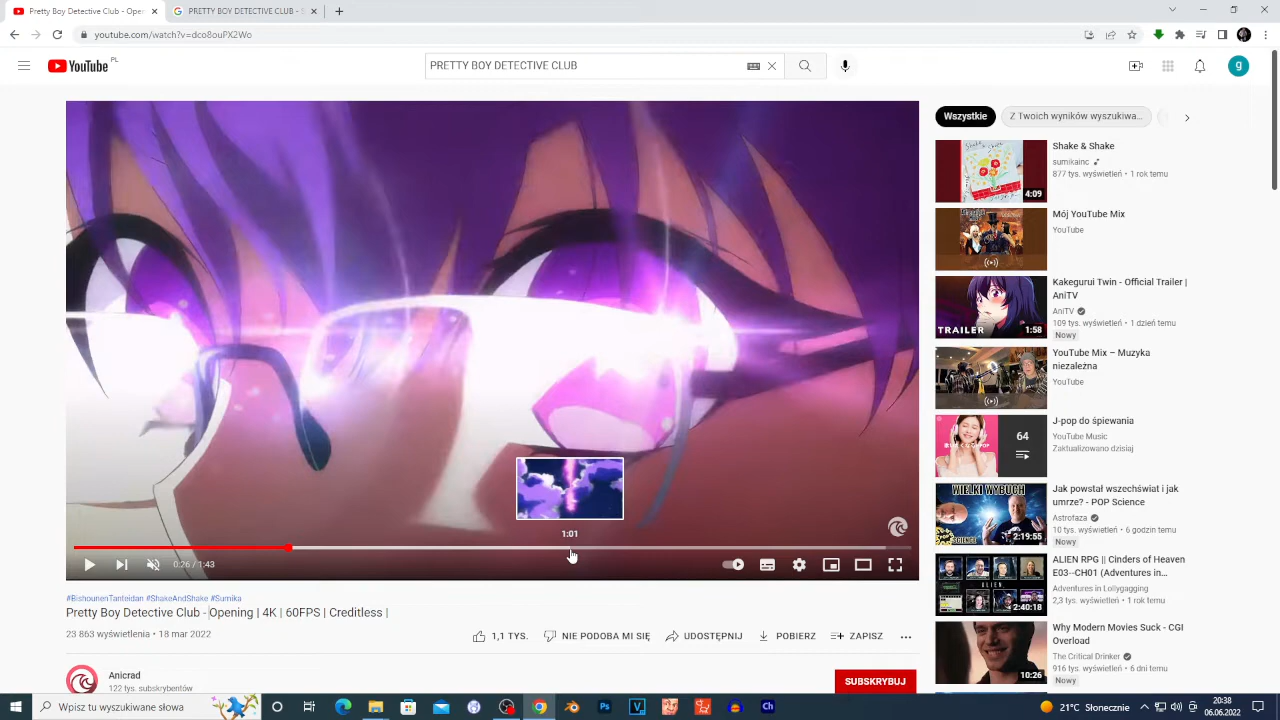 Pretty Boy Detective Club - Open
PRETTY BOY DETECTIVE CLUB - S
youtube.com/watch?v=dco8ouPX2Wo
YouTube PL
PRETTY BOY DETECTIVE CLUB
g
Wszystkie
Z Twoich wyników wyszukiwa...
Shake & Shake
sumikainc
877 tys. wyświetleń • 1 rok temu
4:09
Mój YouTube Mix
YouTube
Kakegurui Twin - Official Trailer |
AniTV
AniTV
109 tys. wyświetleń • 1 dzień temu
Nowy
TRAILER
1:58
YouTube Mix – Muzyka
niezależna
YouTube
J-pop do śpiewania
YouTube Music
Zaktualizowano dzisiaj
64
Jak powstał wszechświat i jak
umrze? - POP Science
Astrofaza
10 tys. wyświetleń • 6 godzin temu
Nowy
WIELKI WYBUCH
2:19:55
ALIEN RPG || Cinders of Heaven
E03--CH01 (Adventures in...
Adventures in Lollygagging
2,3 tys. wyświetleń • 1 rok temu
ALIEN
2:40:18
Why Modern Movies Suck - CGI
Overload
The Critical Drinker
916 tys. wyświetleń • 6 dni temu
Nowy
10:26
1:01
0:26 / 1:43
#BishounenTanteidan #ShakeAndShake #Sumika
Pretty Boy Detective Club - Opening | 4K | 60FPS | Creditless |
23 863 wyświetlenia • 18 mar 2022
1,1 TYS.
NIE PODOBA MI SIĘ
UDOSTĘPNIJ
POBIERZ
ZAPISZ
Anicrad
122 tys. subskrybentów
SUBSKRYBUJ
Wpisz tu wyszukiwane słowa
21°C Słonecznie
20:38
06.06.2022